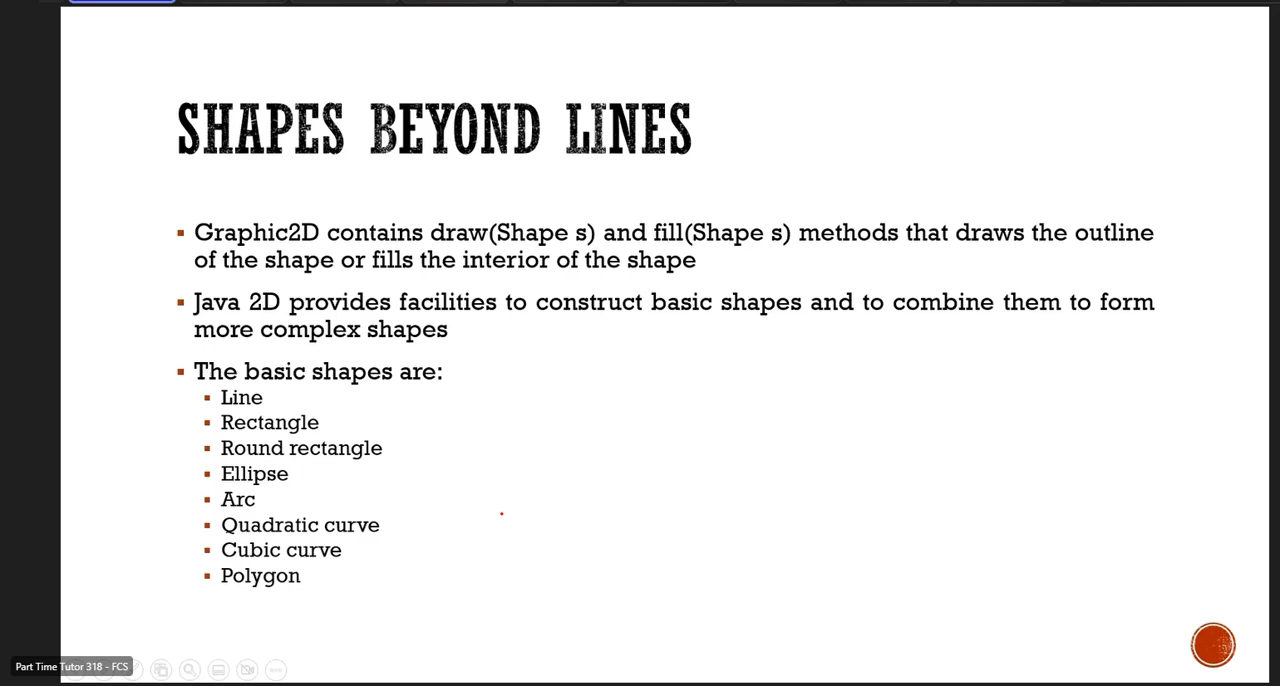 SHAPES BEYOND LINES
▪ Graphic2D contains draw(Shape s) and fill(Shape s) methods that draws the outline
of the shape or fills the interior of the shape
▪ Java 2D provides facilities to construct basic shapes and to combine them to form
more complex shapes
▪ The basic shapes are:
▪ Line
▪ Rectangle
▪ Round rectangle
▪ Ellipse
▪ Arc
▪ Quadratic curve
▪ Cubic curve
▪ Polygon
Part Time Tutor 318 - FCS